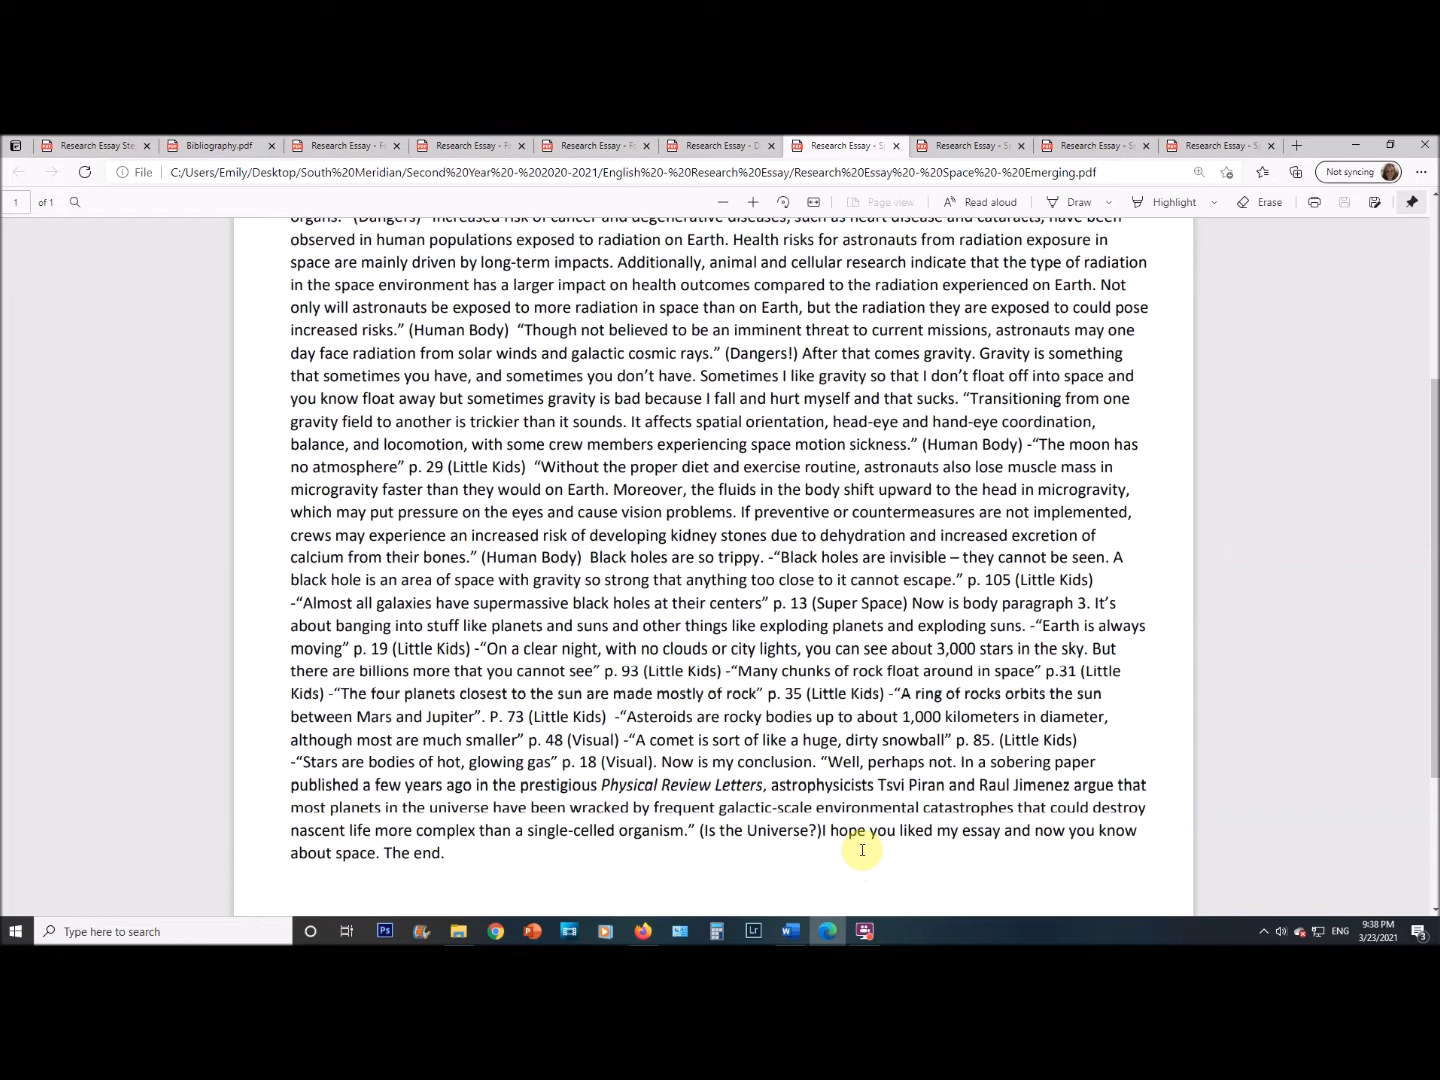 Research Essay Ste
Bibliography.pdf
Research Essay - F
Research Essay - R
Research Essay - Fo
Research Essay - D
Research Essay - S
Research Essay - S
Research Essay - S
Research Essay - S
File
C:/Users/Emily/Desktop/South%20Meridian/Second%20Year%20-%202020-2021/English%20-%20Research%20Essay/Research%20Essay%20-%20Space%20-%20Emerging.pdf
Not syncing
1 of 1
Page view
Read aloud
Draw
Highlight
Erase
organs.” (Dangers) “Increased risk of cancer and degenerative diseases, such as heart disease and cataracts, have been
observed in human populations exposed to radiation on Earth. Health risks for astronauts from radiation exposure in
space are mainly driven by long-term impacts. Additionally, animal and cellular research indicate that the type of radiation
in the space environment has a larger impact on health outcomes compared to the radiation experienced on Earth. Not
only will astronauts be exposed to more radiation in space than on Earth, but the radiation they are exposed to could pose
increased risks.” (Human Body) “Though not believed to be an imminent threat to current missions, astronauts may one
day face radiation from solar winds and galactic cosmic rays.” (Dangers!) After that comes gravity. Gravity is something
that sometimes you have, and sometimes you don’t have. Sometimes I like gravity so that I don’t float off into space and
you know float away but sometimes gravity is bad because I fall and hurt myself and that sucks. “Transitioning from one
gravity field to another is trickier than it sounds. It affects spatial orientation, head-eye and hand-eye coordination,
balance, and locomotion, with some crew members experiencing space motion sickness.” (Human Body) -“The moon has
no atmosphere” p. 29 (Little Kids) “Without the proper diet and exercise routine, astronauts also lose muscle mass in
microgravity faster than they would on Earth. Moreover, the fluids in the body shift upward to the head in microgravity,
which may put pressure on the eyes and cause vision problems. If preventive or countermeasures are not implemented,
crews may experience an increased risk of developing kidney stones due to dehydration and increased excretion of
calcium from their bones.” (Human Body) Black holes are so trippy. -“Black holes are invisible – they cannot be seen. A
black hole is an area of space with gravity so strong that anything too close to it cannot escape.” p. 105 (Little Kids)
-“Almost all galaxies have supermassive black holes at their centers” p. 13 (Super Space) Now is body paragraph 3. It’s
about banging into stuff like planets and suns and other things like exploding planets and exploding suns. -“Earth is always
moving” p. 19 (Little Kids) -“On a clear night, with no clouds or city lights, you can see about 3,000 stars in the sky. But
there are billions more that you cannot see” p. 93 (Little Kids) -“Many chunks of rock float around in space” p.31 (Little
Kids) -“The four planets closest to the sun are made mostly of rock” p. 35 (Little Kids) -“A ring of rocks orbits the sun
between Mars and Jupiter”. P. 73 (Little Kids) -“Asteroids are rocky bodies up to about 1,000 kilometers in diameter,
although most are much smaller” p. 48 (Visual) -“A comet is sort of like a huge, dirty snowball” p. 85. (Little Kids)
-“Stars are bodies of hot, glowing gas” p. 18 (Visual). Now is my conclusion. “Well, perhaps not. In a sobering paper
published a few years ago in the prestigious Physical Review Letters, astrophysicists Tsvi Piran and Raul Jimenez argue that
most planets in the universe have been wracked by frequent galactic-scale environmental catastrophes that could destroy
nascent life more complex than a single-celled organism.” (Is the Universe?)I hope you liked my essay and now you know
about space. The end.
Type here to search
Ps
Lr
ENG
9:38 PM
3/23/2021
3